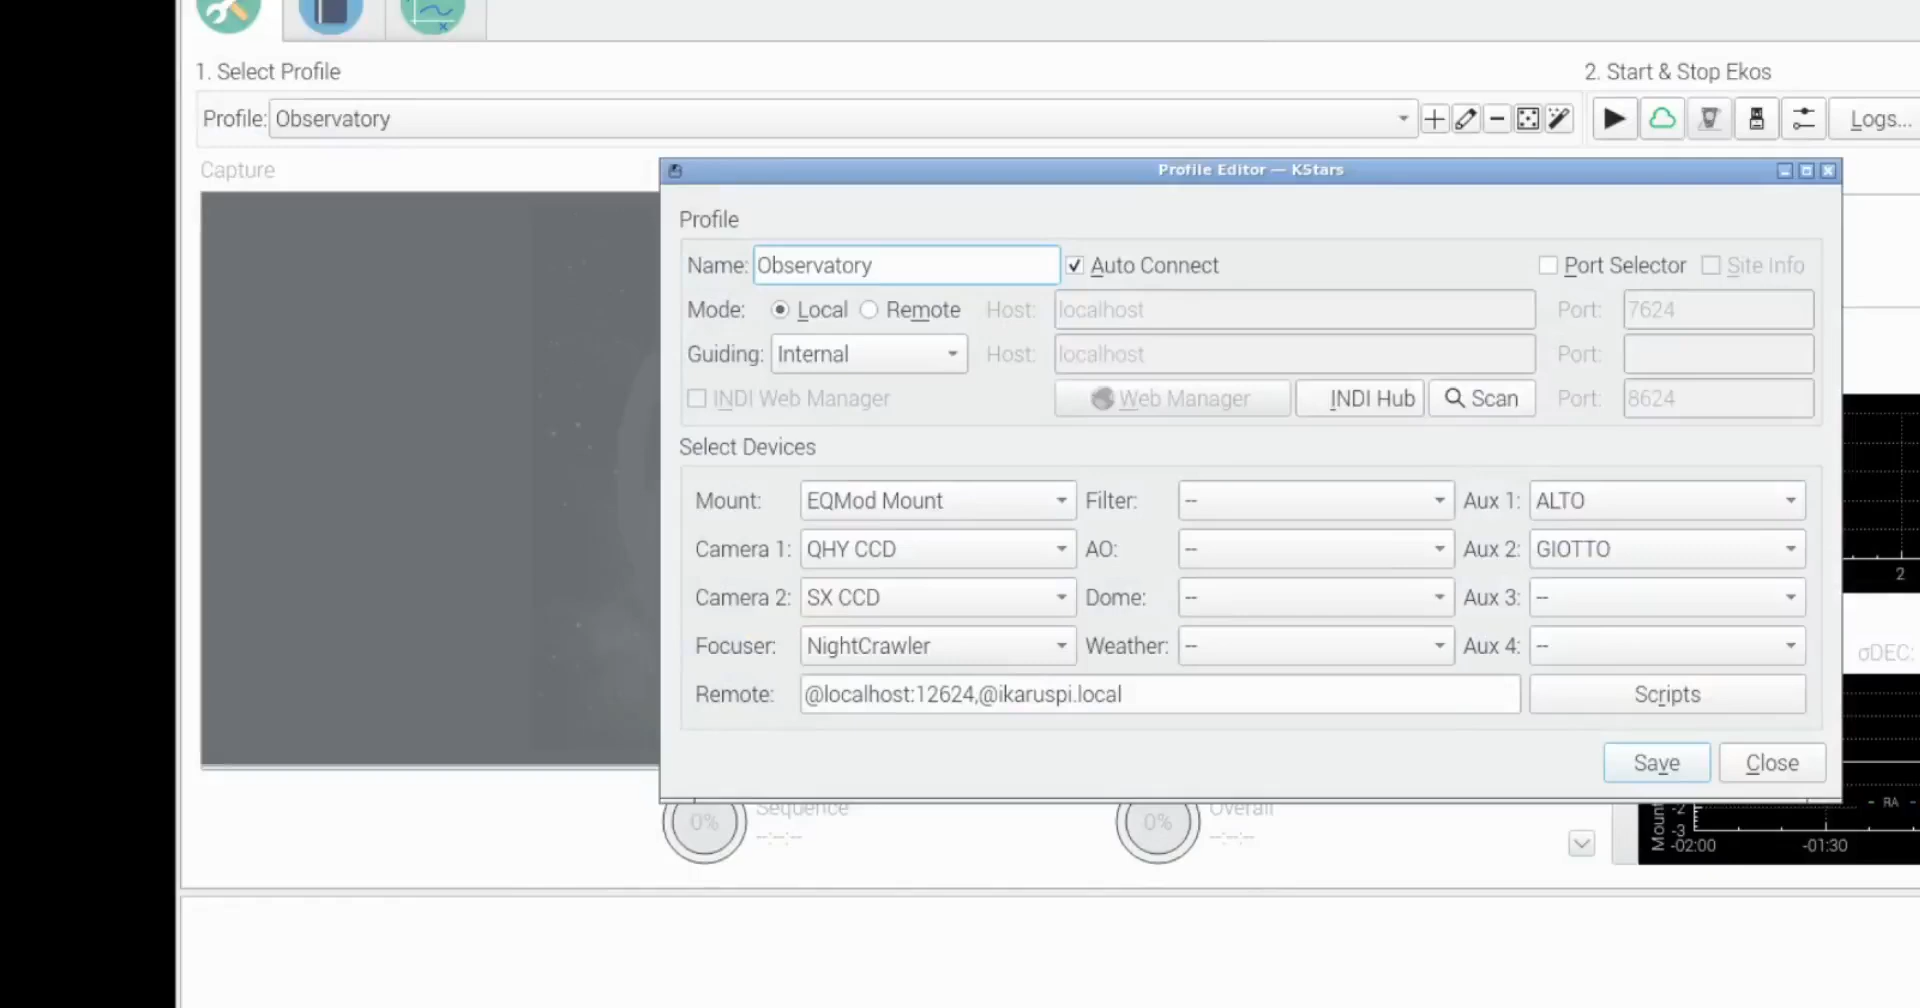 1. Select Profile
2. Start & Stop Ekos
Profile: Observatory
Logs...
Capture
Profile Editor — KStars
Profile
Name: Observatory
Auto Connect
Port Selector
Site Info
Mode: Local Remote Host: localhost Port: 7624
Guiding: Internal Host: localhost Port:
INDI Web Manager Web Manager INDI Hub Scan Port: 8624
Select Devices
Mount: EQMod Mount Filter: -- Aux 1: ALTO
Camera 1: QHY CCD AO: -- Aux 2: GIOTTO
2
Camera 2: SX CCD Dome: -- Aux 3: --
Focuser: NightCrawler Weather: -- Aux 4: --
σDEC:
Remote: @localhost:12624,@ikaruspi.local Scripts
Save Close
0% Sequence
--:--:--
0% Overall
--:--:--
Mount
-2
-3
RA
-02:00 -01:30